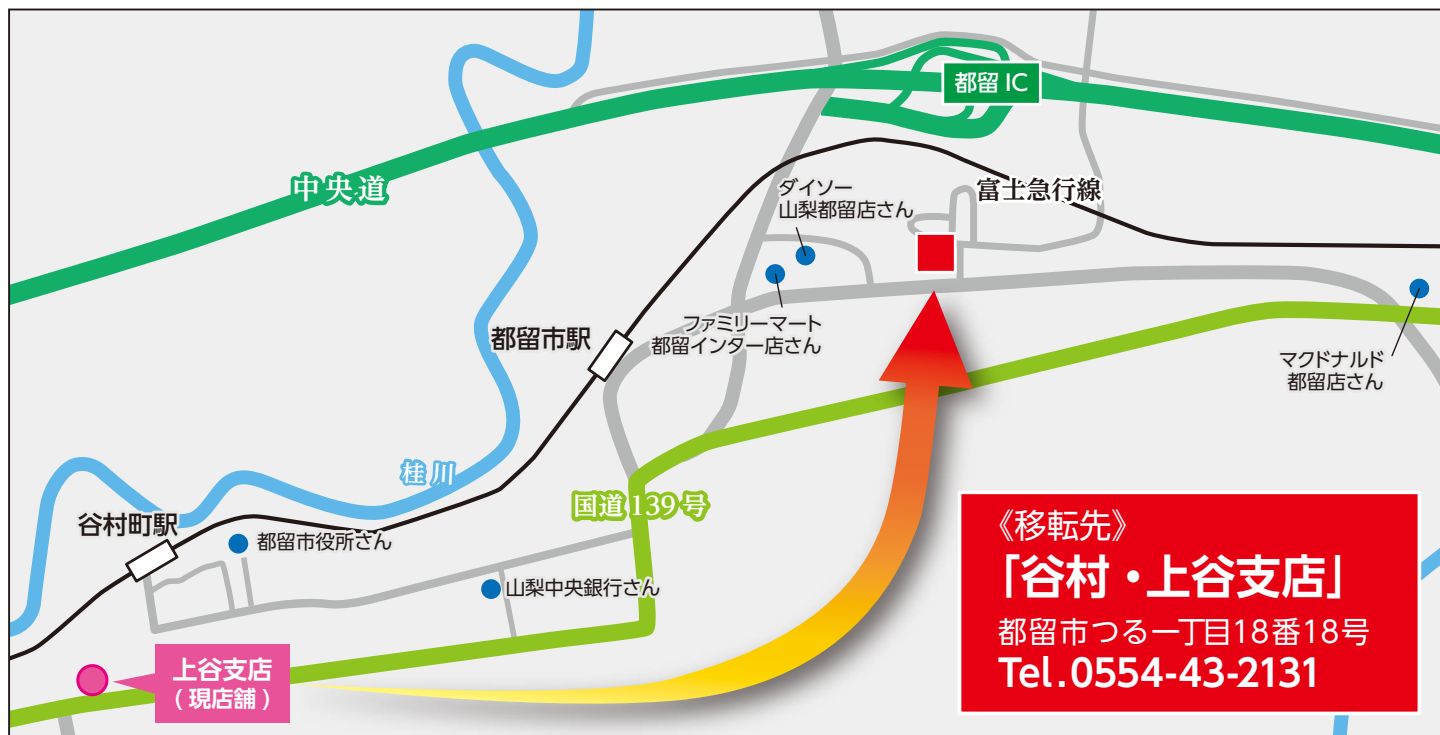 都留 IC
中央道
ダイソー
山梨都留店さん
富士急行線
ファミリーマート
都留インター店さん
都留市駅
マクドナルド
都留店さん
桂川
国道139号
谷村町駅
都留市役所さん
山梨中央銀行さん
上谷支店
(現店舗)
《移転先》
「谷村・上谷支店」
都留市つる一丁目18番18号
Tel.0554-43-2131